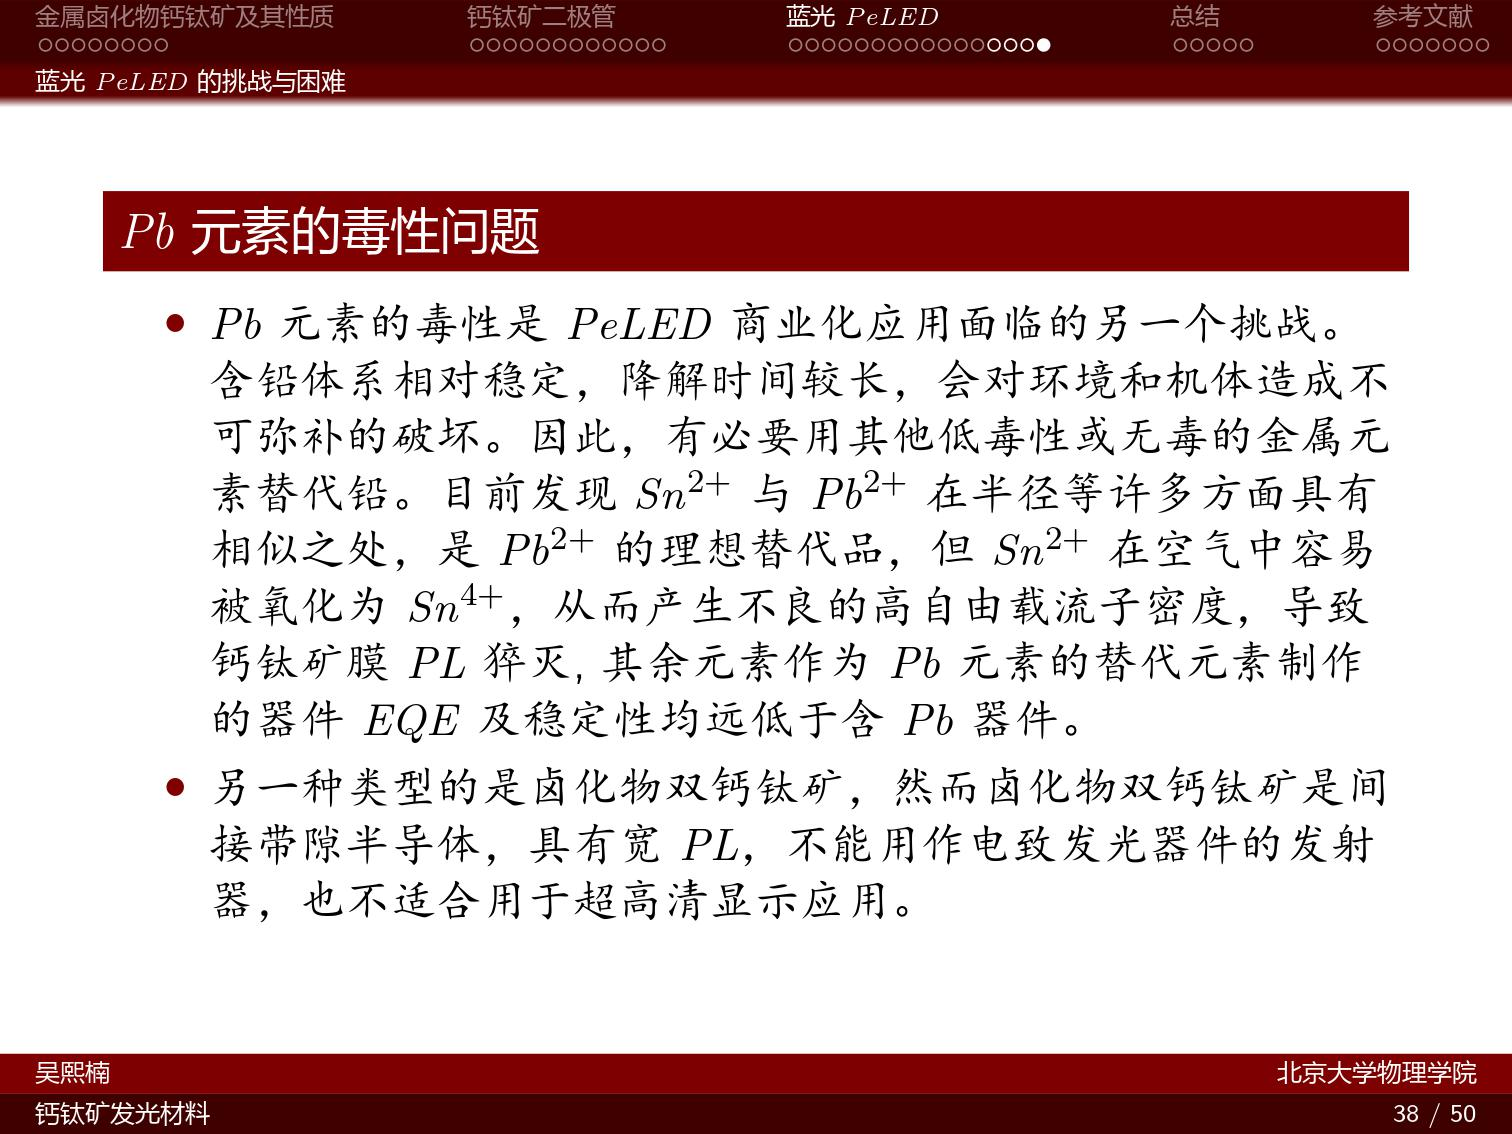 金属卤化物钙钛矿及其性质 钙钛矿二极管 蓝光 PeLED 总结 参考文献
蓝光 PeLED 的挑战与困难
Pb 元素的毒性问题
• Pb 元素的毒性是 PeLED 商业化应用面临的另一个挑战。
含铅体系相对稳定，降解时间较长，会对环境和机体造成不
可弥补的破坏。因此，有必要用其他低毒性或无毒的金属元
素替代铅。目前发现 Sn²⁺ 与 Pb²⁺ 在半径等许多方面具有
相似之处，是 Pb²⁺ 的理想替代品，但 Sn²⁺ 在空气中容易
被氧化为 Sn⁴⁺，从而产生不良的高自由载流子密度，导致
钙钛矿膜 PL 猝灭, 其余元素作为 Pb 元素的替代元素制作
的器件 EQE 及稳定性均远低于含 Pb 器件。
• 另一种类型的是卤化物双钙钛矿，然而卤化物双钙钛矿是间
接带隙半导体，具有宽 PL，不能用作电致发光器件的发射
器，也不适合用于超高清显示应用。
吴熙楠 北京大学物理学院
钙钛矿发光材料 38 / 50